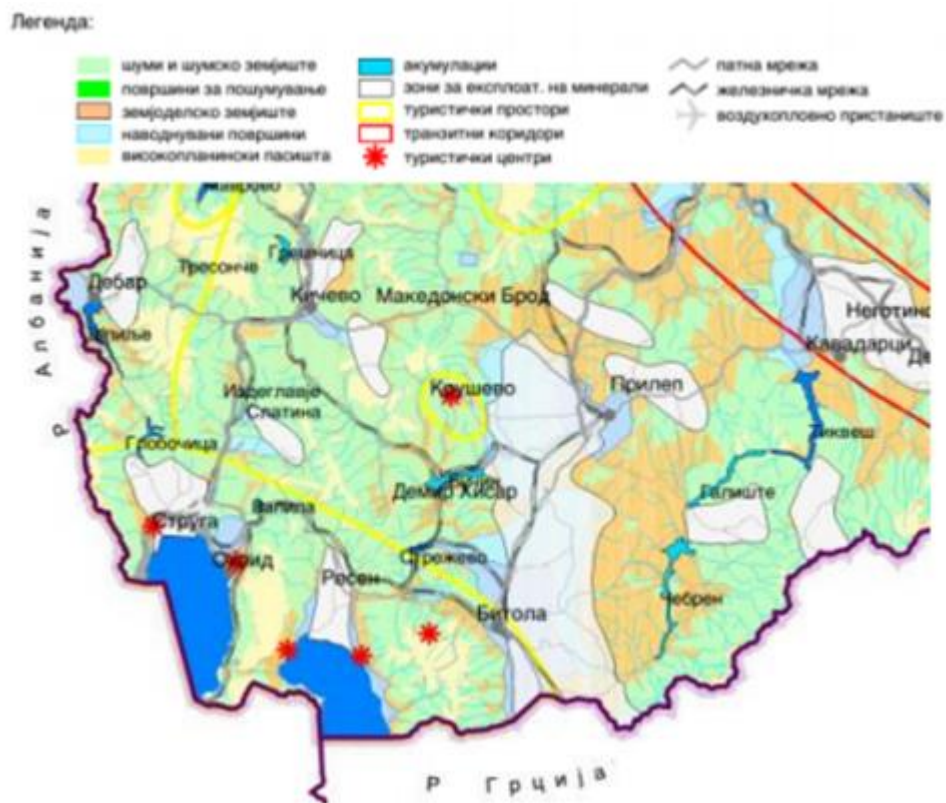 Легенда:
шуми и шумско земјиште
површини за пошумување
земјоделско земјиште
наводнувани површини
високопланински пасишта
акумулации
зони за експлоат. на минерали
туристички простори
транзитни коридори
туристички центри
патна мрежа
железничка мрежа
воздухопловно пристаниште
Грешница
Тресонче
Дебар
Кичево
Македонски Брод
Неготино
Кавадарци
Крушево
Прилеп
Издеглавје
Слатина
Тиквеш
Глобочица
Демир Хисар
Галиште
Струга
Охрид
Ресен
Стрежево
Чебрен
Битола
Р Албанија
Р Грција